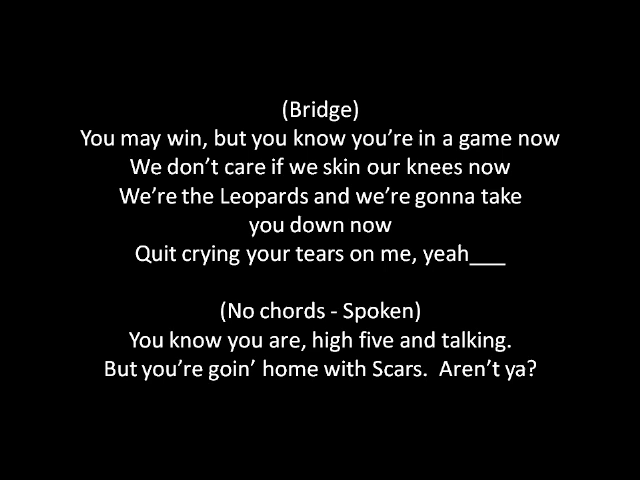 (Bridge)
You may win, but you know you’re in a game now
We don’t care if we skin our knees now
We’re the Leopards and we’re gonna take
you down now
Quit crying your tears on me, yeah___
(No chords - Spoken)
You know you are, high five and talking.
But you’re goin’ home with Scars.  Aren’t ya?